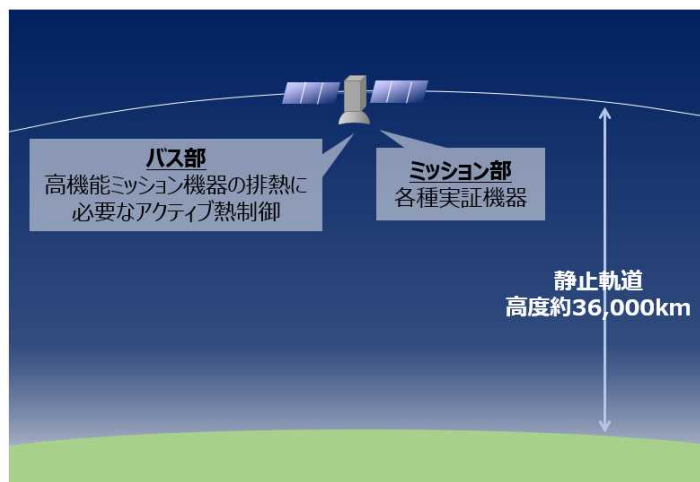 バス部
高機能ミッション機器の排熱に
必要なアクティブ熱制御
ミッション部
各種実証機器
静止軌道
高度約36,000km